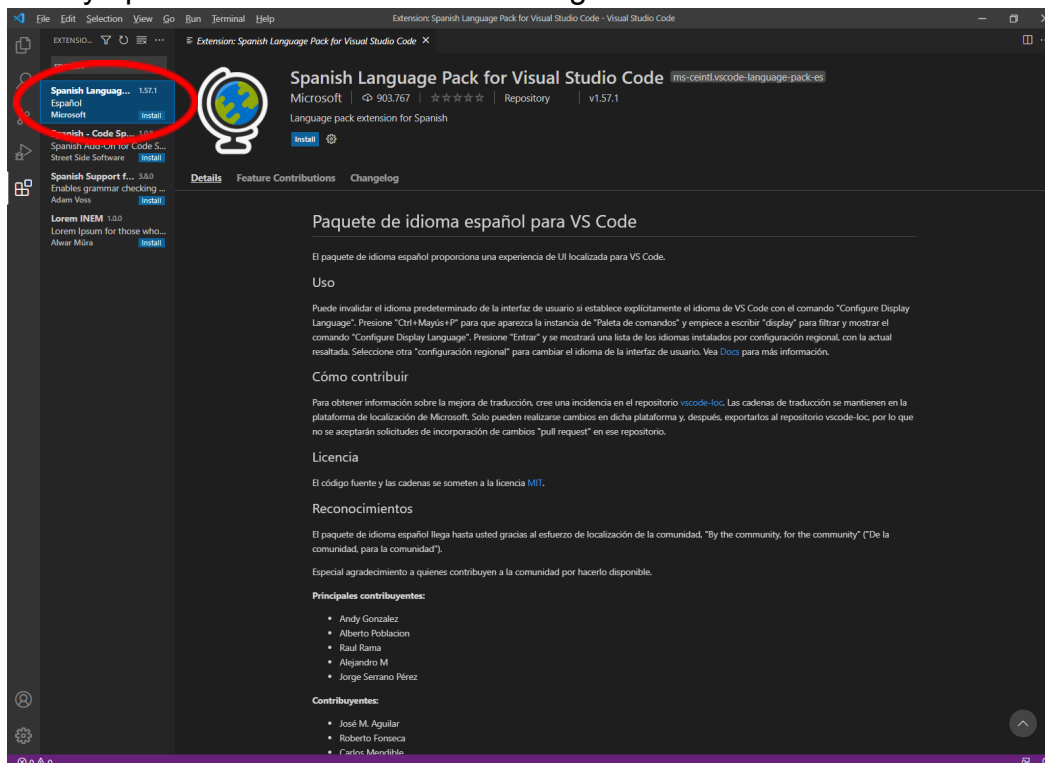 File Edit Selection View Go Run Terminal Help
Extension: Spanish Language Pack for Visual Studio Code - Visual Studio Code
EXTENSIO...
Extension: Spanish Language Pack for Visual Studio Code
Spanish Languag... 1.57.1
Español
Microsoft Install
Spanish - Code Sp...
Spanish Add-On for Code S...
Street Side Software Install
Spanish Support f... 3.8.0
Enables grammar checking ...
Adam Voss Install
Lorem INEM 1.0.0
Lorem Ipsum for those who...
Alwar Mūra Install
Spanish Language Pack for Visual Studio Code ms-ceintl.vscode-language-pack-es
Microsoft 903.767 Repository v1.57.1
Language pack extension for Spanish
Install
Details Feature Contributions Changelog
Paquete de idioma español para VS Code
El paquete de idioma español proporciona una experiencia de UI localizada para VS Code.
Uso
Puede invalidar el idioma predeterminado de la interfaz de usuario si establece explícitamente el idioma de VS Code con el comando "Configure Display
Language". Presione "Ctrl+Mayús+P" para que aparezca la instancia de "Paleta de comandos" y empiece a escribir "display" para filtrar y mostrar el
comando "Configure Display Language". Presione "Entrar" y se mostrará una lista de los idiomas instalados por configuración regional, con la actual
resaltada. Seleccione otra "configuración regional" para cambiar el idioma de la interfaz de usuario. Vea Docs para más información.
Cómo contribuir
Para obtener información sobre la mejora de traducción, cree una incidencia en el repositorio vscode-loc. Las cadenas de traducción se mantienen en la
plataforma de localización de Microsoft. Solo pueden realizarse cambios en dicha plataforma y, después, exportarlos al repositorio vscode-loc, por lo que
no se aceptarán solicitudes de incorporación de cambios "pull request" en ese repositorio.
Licencia
El código fuente y las cadenas se someten a la licencia MIT.
Reconocimientos
El paquete de idioma español llega hasta usted gracias al esfuerzo de localización de la comunidad, "By the community, for the community" ("De la
comunidad, para la comunidad").
Especial agradecimiento a quienes contribuyen a la comunidad por hacerlo disponible.
Principales contribuyentes:
• Andy Gonzalez
• Alberto Poblacion
• Raul Rama
• Alejandro M
• Jorge Serrano Pérez
Contribuyentes:
• José M. Aguilar
• Roberto Fonseca
• Carlos Mendible